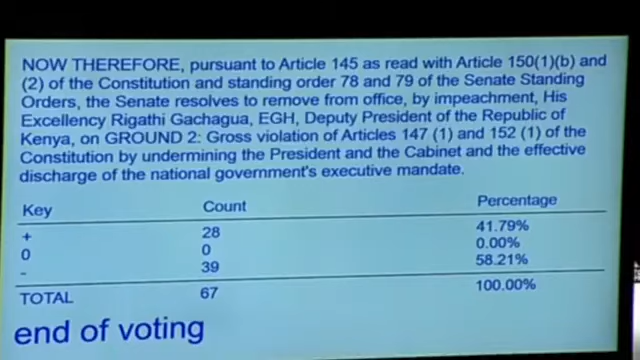 NOW THEREFORE, pursuant to Article 145 as read with Article 150(1)(b) and
(2) of the Constitution and standing order 78 and 79 of the Senate Standing
Orders, the Senate resolves to remove from office, by impeachment, His
Excellency Rigathi Gachagua, EGH, Deputy President of the Republic of
Kenya, on GROUND 2: Gross violation of Articles 147 (1) and 152 (1) of the
Constitution by undermining the President and the Cabinet and the effective
discharge of the national government's executive mandate.
Key Count Percentage
+ 28 41.79%
0 0 0.00%
- 39 58.21%
TOTAL 67 100.00%
end of voting